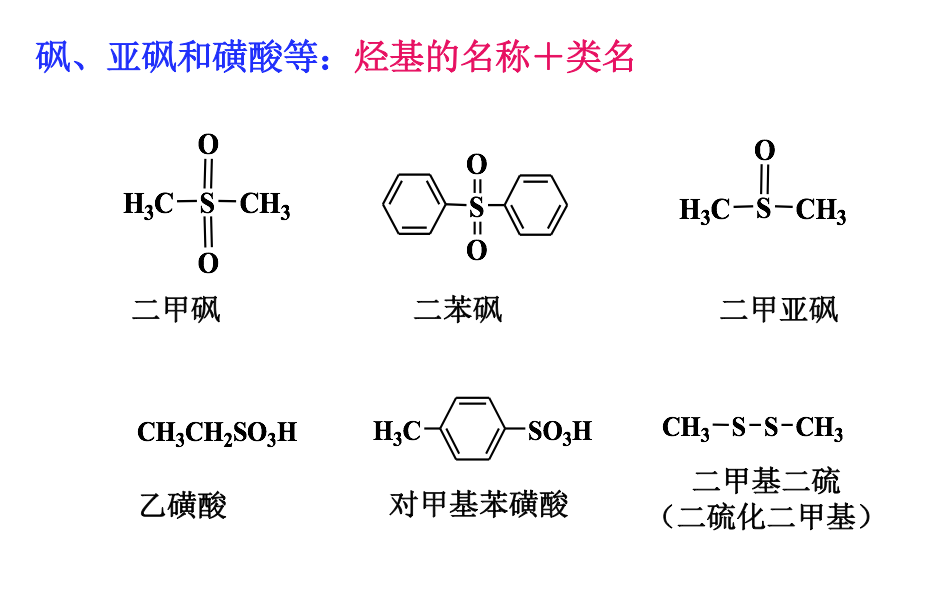 砜、亚砜和磺酸等：烃基的名称＋类名
O
H₃C S CH₃
O
二甲砜
O
S
O
二苯砜
O
H₃C S CH₃
二甲亚砜
CH₃CH₂SO₃H
乙磺酸
H₃C SO₃H
对甲基苯磺酸
CH₃–S–S–CH₃
二甲基二硫
（二硫化二甲基）